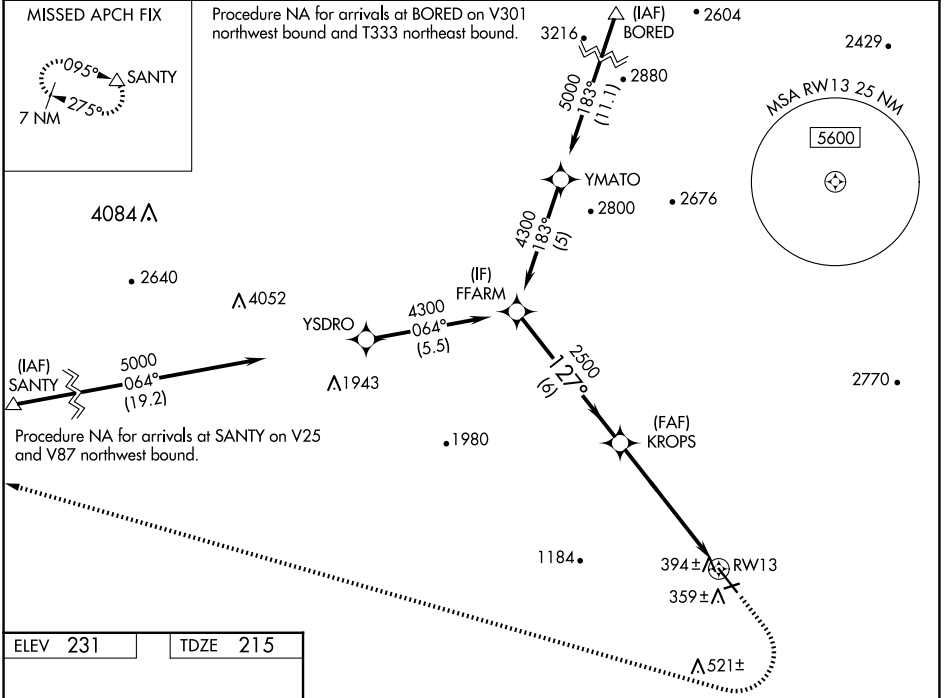 MISSED APCH FIX
095°
SANTY
275°
7 NM
Procedure NA for arrivals at BORED on V301
northwest bound and T333 northeast bound.
(IAF)
BORED
2604
3216
2429
2880
5000
183°
(11.1)
MSA RW13 25 NM
5600
YMATO
2676
2800
4084
4300
183°
(5)
2640
(IF)
FFARM
4052
YSDRO
4300
064°
(5.5)
(IAF)
SANTY
5000
064°
(19.2)
1943
2500
127°
(6)
2770
(FAF)
KROPS
Procedure NA for arrivals at SANTY on V25
and V87 northwest bound.
1980
1184
394±
RW13
359±
521±
ELEV 231
TDZE 215